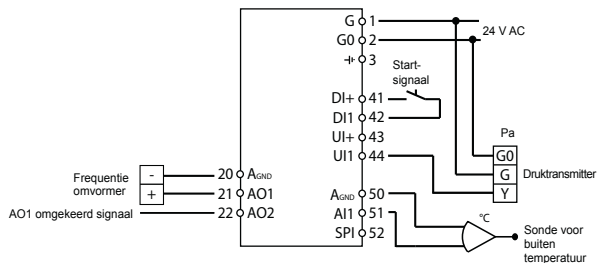 G 1
24 V AC
G0 2
3
Start-
signaal
DI+ 41
DI1 42
UI+ 43
UI1 44
Pa
G0
G
Y
Druktransmitter
Frequentie
omvormer
-
+
20 AGND
21 AO1
AO1 omgekeerd signaal 22 AO2
AGND 50
AI1 51
SPI 52
°C
Sonde voor
buiten
temperatuur